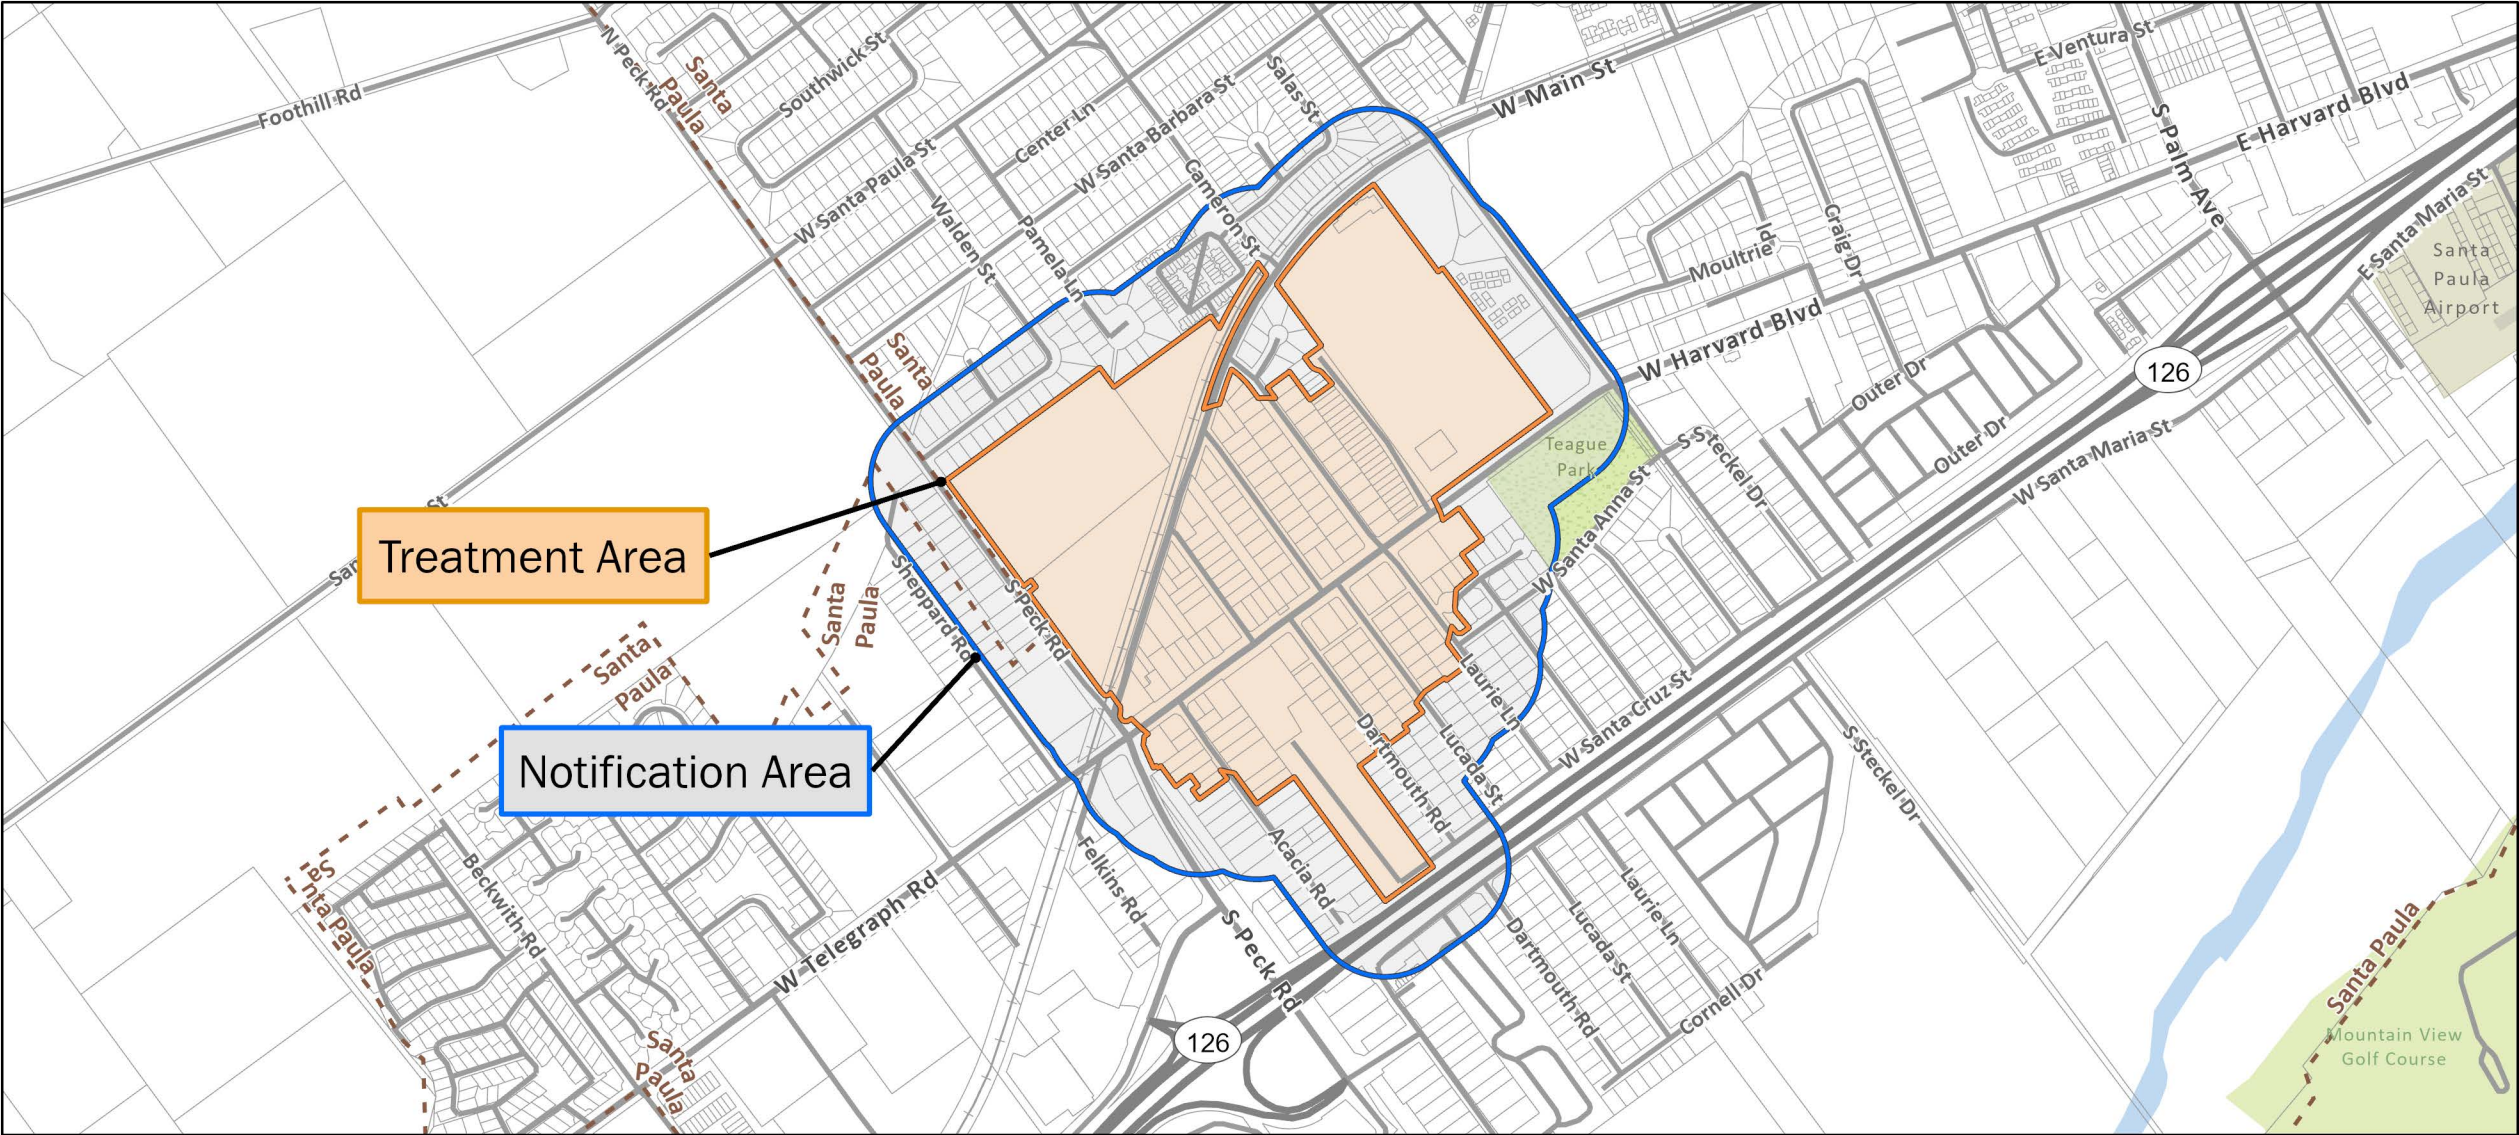 Foothill Rd
N Peck Rd
Santa
Paula
Southwick St
Center Ln
W Santa Barbara St
Salas St
W Main St
E Ventura St
S Palm Ave
E Harvard Blvd
E Santa Maria St
Santa
Paula
Airport
W Santa Paula St
Walden St
Pamela Ln
Cameron St
Moultrie
Pl
Craig Dr
W Harvard Blvd
126
Outer Dr
Outer Dr
W Santa Maria St
Santa
Paula
Teague
Park
S Steckel Dr
W Santa Anna St
St
San
Treatment Area
Santa
Paula
Sheppard Rd
S Peck Rd
Santa
Paula
Notification Area
Laurie Ln
Lucada St
Dartmouth Rd
W Santa Cruz St
S Steckel Dr
Acacia Rd
Felkins Rd
S Peck Rd
W Telegraph Rd
Beckwith Rd
Santa Paula
Santa
Paula
126
Laurie Ln
Lucada St
Dartmouth Rd
Cornell Dr
Santa Paula
Mountain View
Golf Course